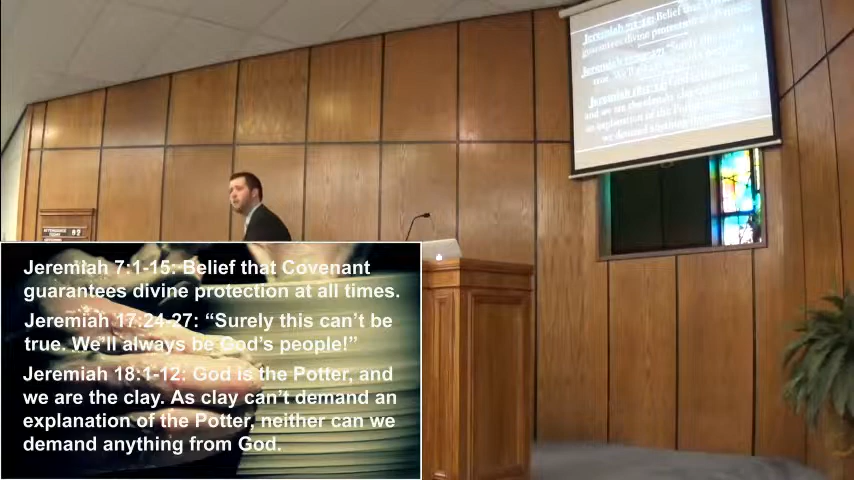 Jeremiah 7:1-15: Belief that Covenant
guarantees divine protection at all times.
Jeremiah 17:24-27: “Surely this can’t be
true. We’ll always be God’s people!”
Jeremiah 18:1-12: God is the Potter, and
we are the clay. As clay can’t demand an
explanation of the Potter, neither can we
demand anything from God.